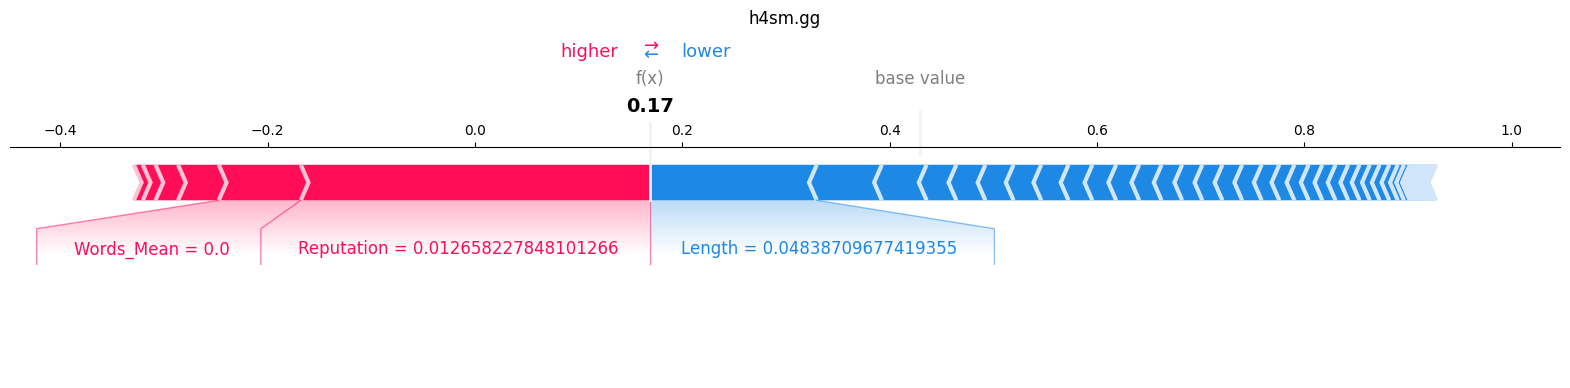 h4sm.gg
higher → ← lower
f(x) base value
0.17
−0.4 −0.2 0.0 0.2 0.4 0.6 0.8 1.0
Words_Mean = 0.0 Reputation = 0.012658227848101266 Length = 0.04838709677419355